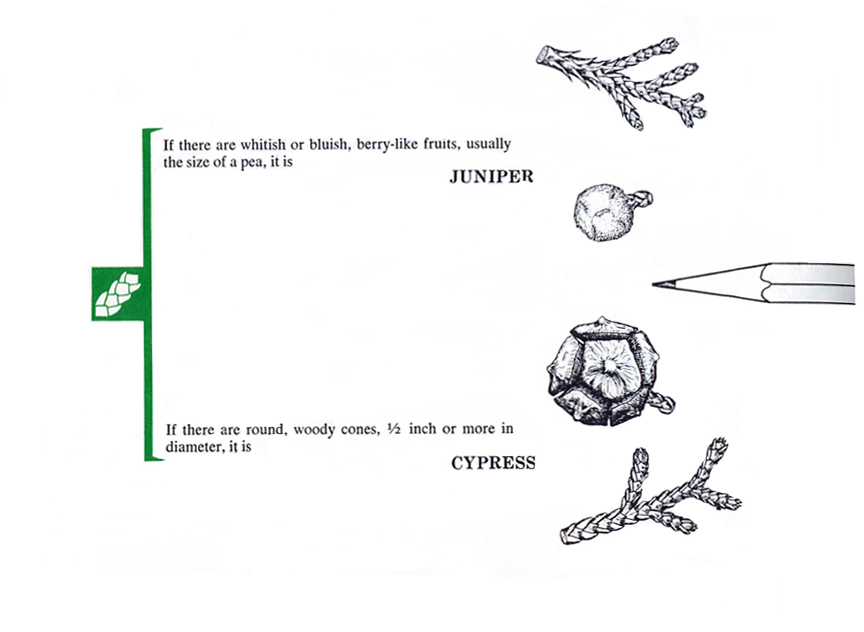 If there are whitish or bluish, berry-like fruits, usually
the size of a pea, it is
JUNIPER
If there are round, woody cones, ½ inch or more in
diameter, it is
CYPRESS